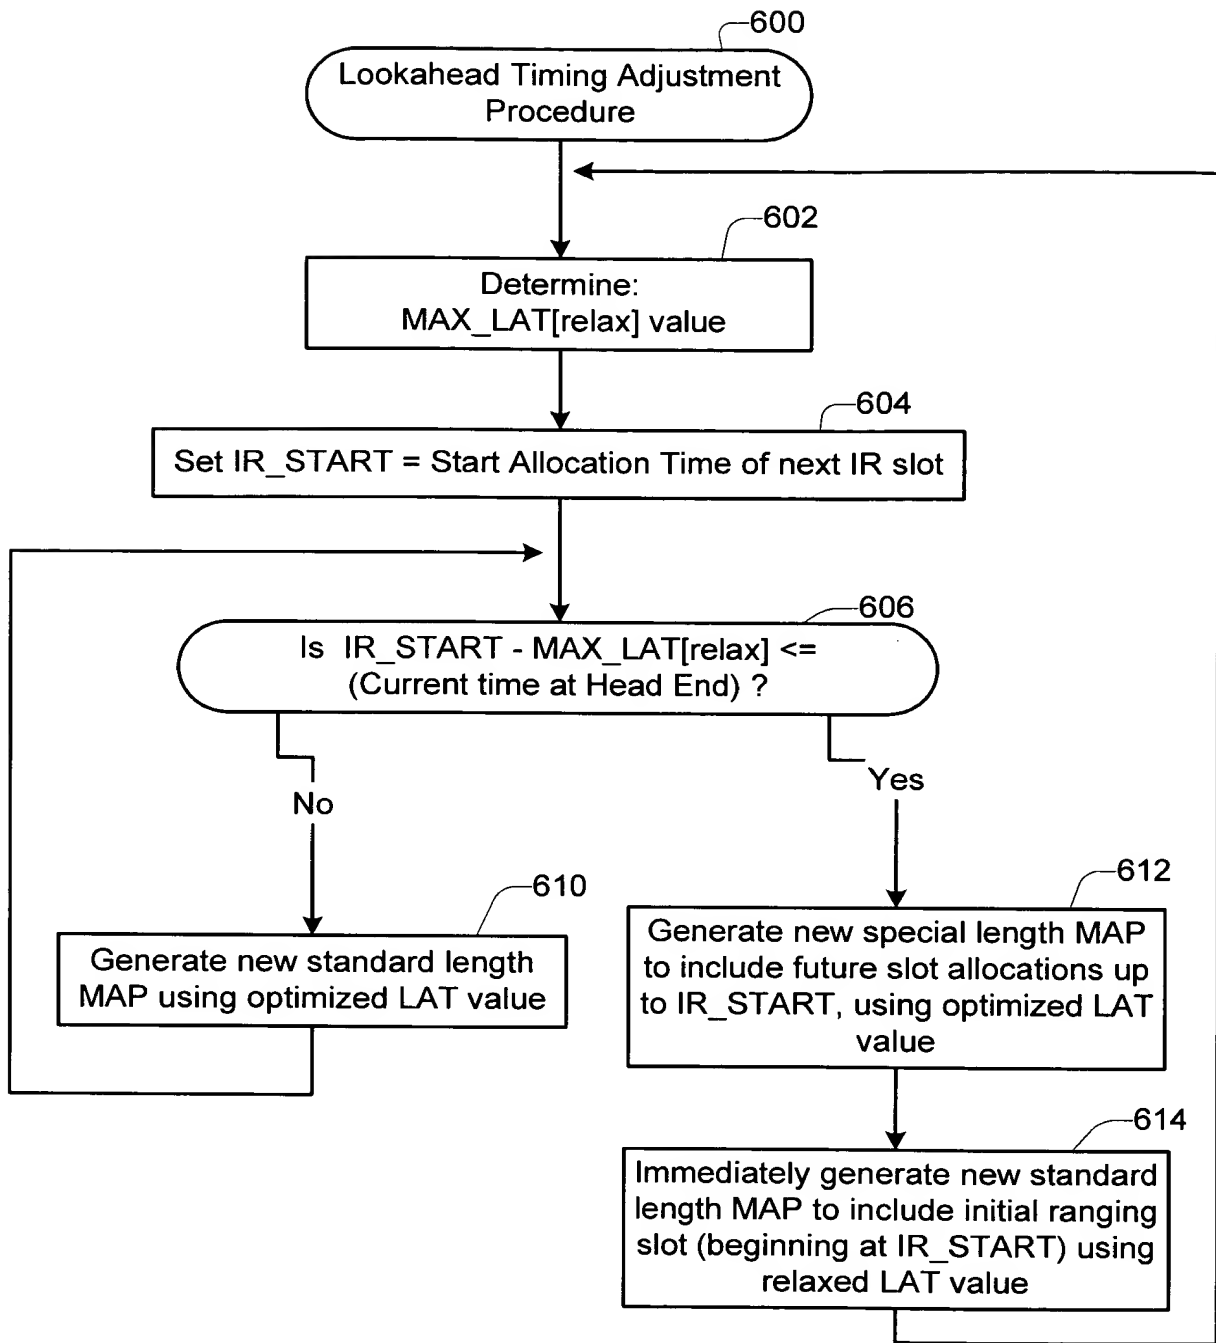 600
Lookahead Timing Adjustment
Procedure
602
Determine:
MAX_LAT[relax] value
604
Set IR_START = Start Allocation Time of next IR slot
606
Is IR_START - MAX_LAT[relax] <=
(Current time at Head End) ?
No
Yes
610
Generate new standard length
MAP using optimized LAT value
612
Generate new special length MAP
to include future slot allocations up
to IR_START, using optimized LAT
value
614
Immediately generate new standard
length MAP to include initial ranging
slot (beginning at IR_START) using
relaxed LAT value